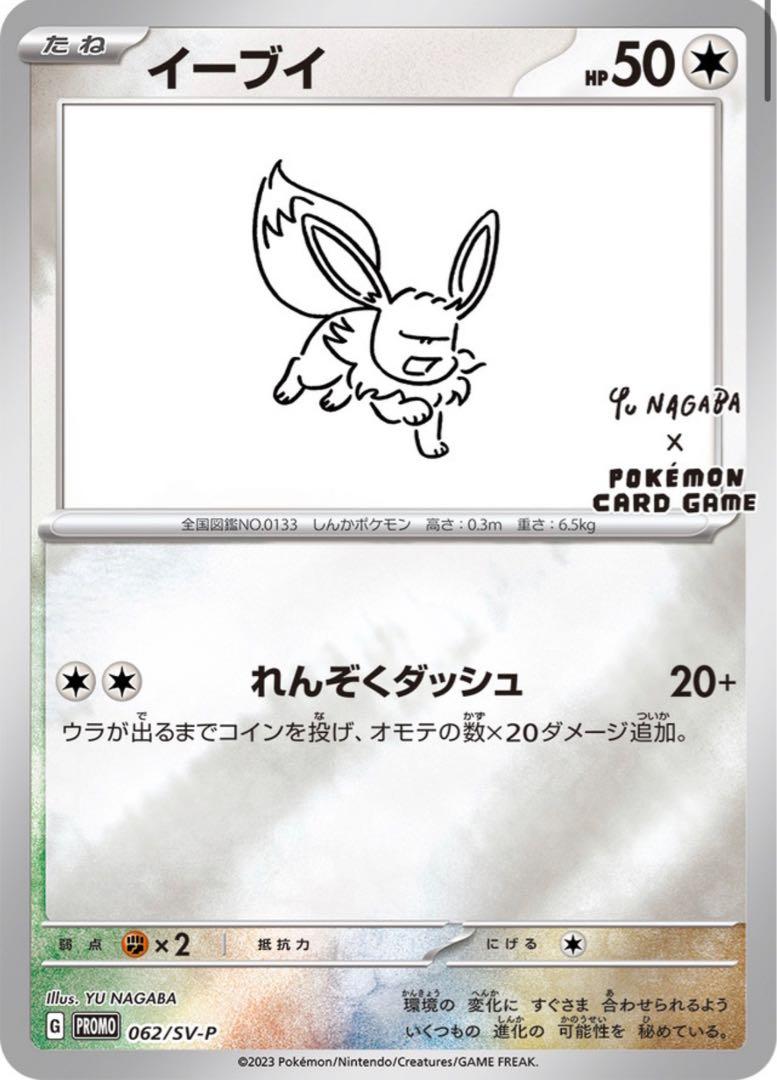 たね
イーブイ
HP50
Yu NAGABA
×
POKÉMON
CARD GAME
全国図鑑NO.0133 しんかポケモン 高さ：0.3m 重さ：6.5kg
れんぞくダッシュ 20+
ウラが出るまでコインを投げ、オモテの数×20ダメージ追加。
弱点 ×2 抵抗力 にげる
Illus. YU NAGABA
G PROMO 062/SV-P
環境の 変化に すぐさま 合わせられるよう
いくつもの 進化の 可能性を 秘めている。
©2023 Pokémon/Nintendo/Creatures/GAME FREAK.